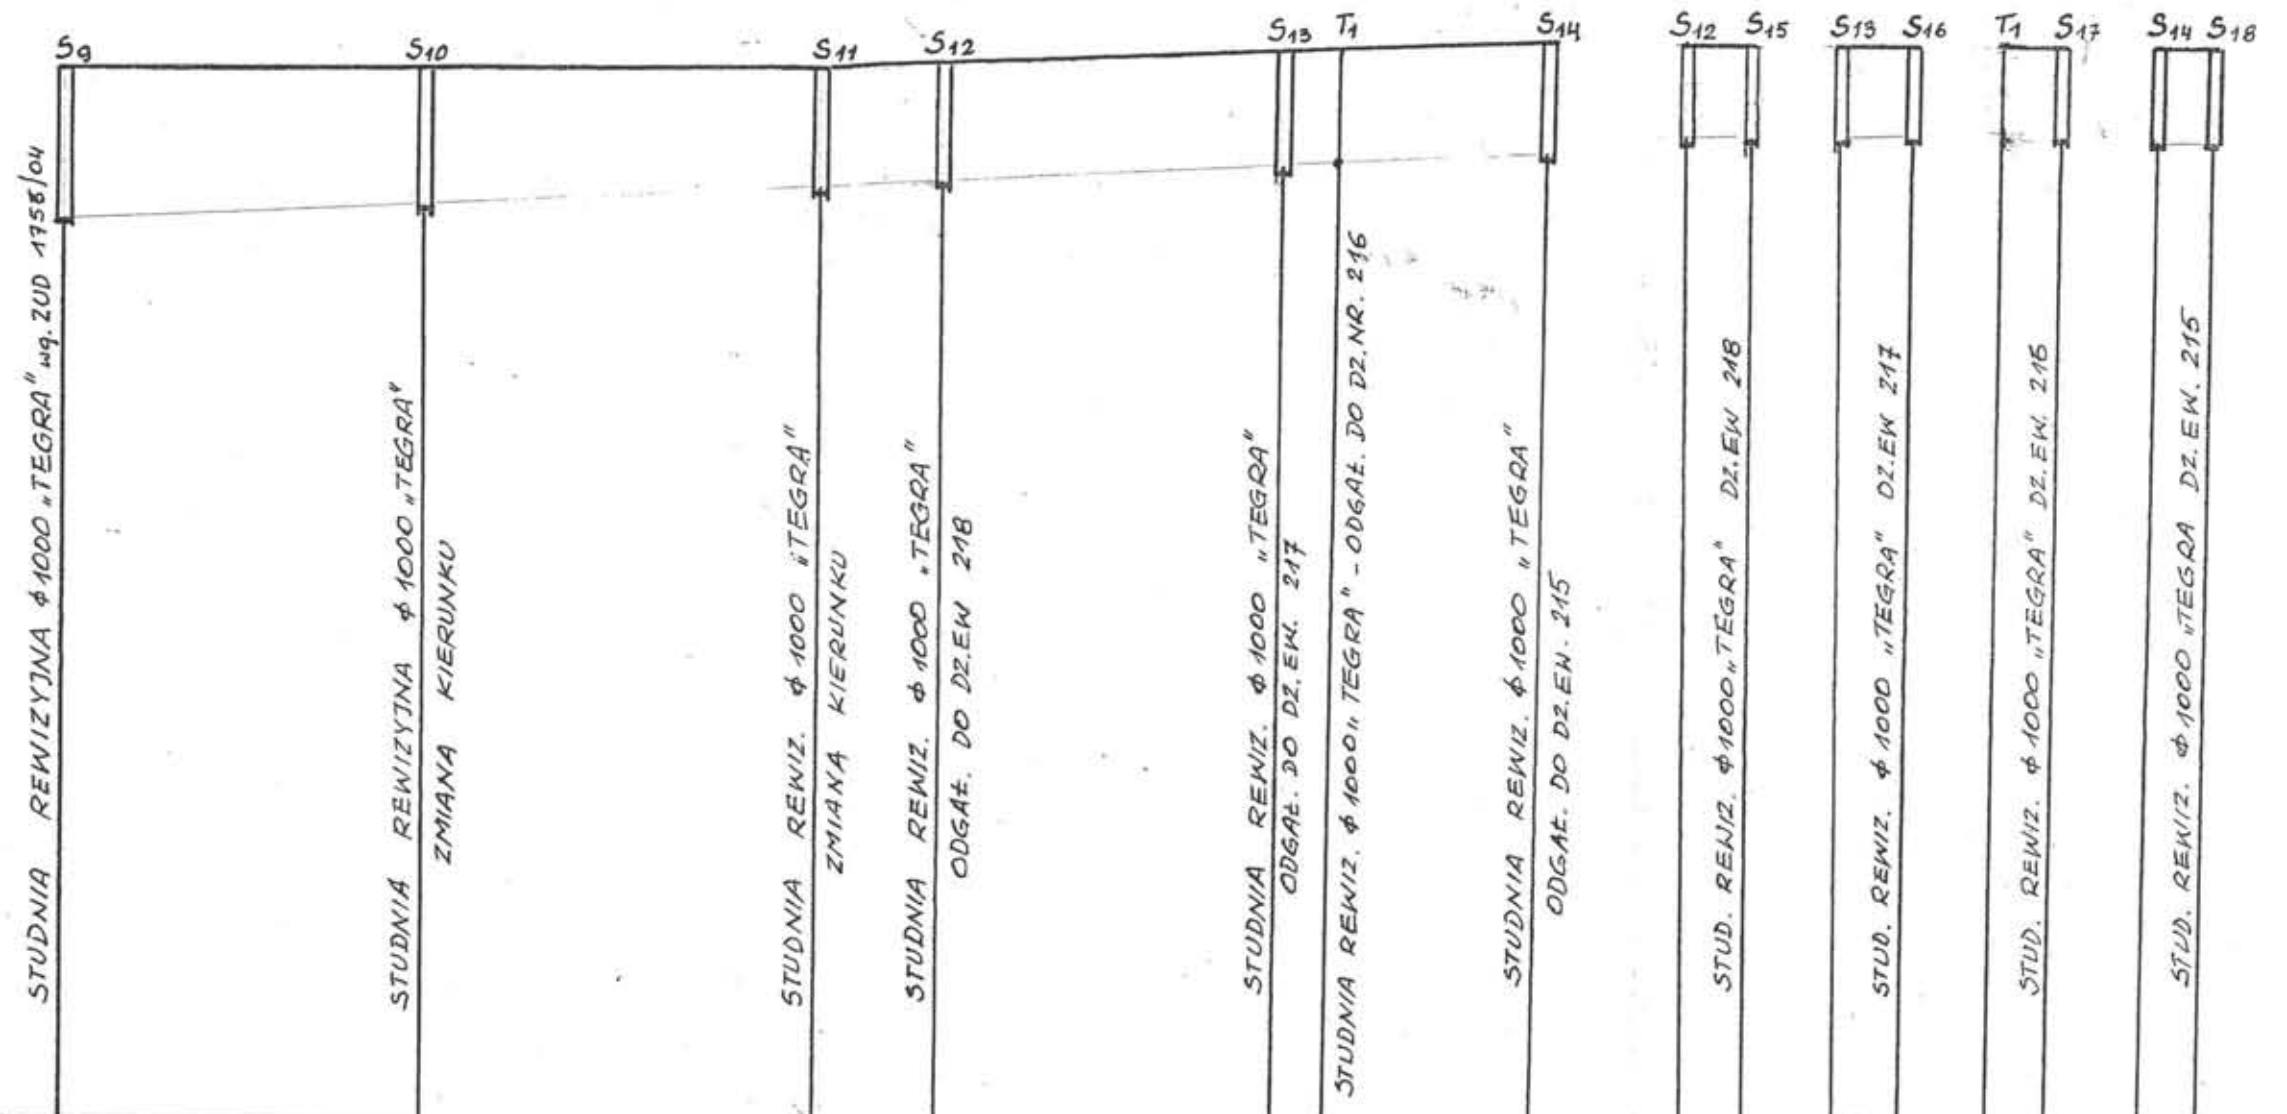 S9
S10
S11
S12
S13
T1
S14
S12
S15
S13
S16
T1
S17
S14
S18
STUDNIA REWIZYJNA φ1000 „TEGRA" wg. ZUD 1758/04
STUDNIA REWIZYJNA φ1000 „TEGRA"
ZMIANA KIERUNKU
STUDNIA REWIZ. φ1000 „TEGRA"
ZMIANA KIERUNKU
STUDNIA REWIZ. φ1000 „TEGRA"
ODGAŁ. DO DZ.EW 218
STUDNIA REWIZ. φ1000 „TEGRA"
ODGAŁ. DO DZ.EW. 217
STUDNIA REWIZ. φ1000 „TEGRA" - ODGAŁ. DO DZ.NR. 216
STUDNIA REWIZ. φ1000 „TEGRA"
ODGAŁ. DO DZ.EW. 215
STUD. REWIZ. φ1000 „TEGRA" DZ.EW 218
STUD. REWIZ. φ1000 „TEGRA" DZ.EW 217
STUD. REWIZ. φ1000 „TEGRA" DZ.EW. 216
STUD. REWIZ. φ1000 „TEGRA DZ.EW. 215